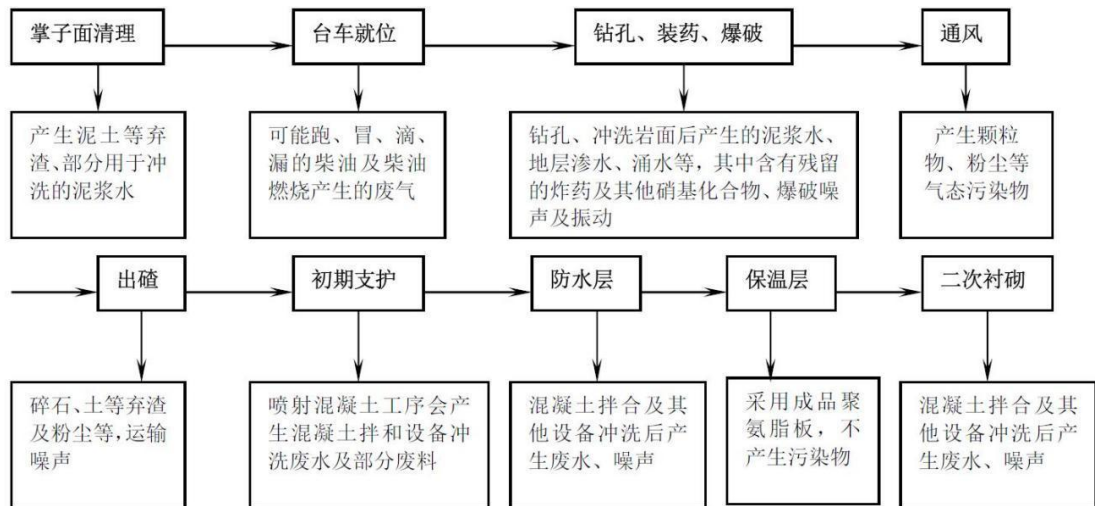 掌子面清理
台车就位
钻孔、装药、爆破
通风
产生泥土等弃
渣、部分用于冲
洗的泥浆水
可能跑、冒、滴、
漏的柴油及柴油
燃烧产生的废气
钻孔、冲洗岩面后产生的泥浆水、
地层渗水、涌水等，其中含有残留
的炸药及其他硝基化合物、爆破噪
声及振动
产生颗粒
物、粉尘等
气态污染物
出碴
初期支护
防水层
保温层
二次衬砌
碎石、土等弃渣
及粉尘等，运输
噪声
喷射混凝土工序会产
生混凝土拌和设备冲
洗废水及部分废料
混凝土拌合及其
他设备冲洗后产
生废水、噪声
采用成品聚
氨脂板，不
产生污染物
混凝土拌合及其
他设备冲洗后产
生废水、噪声